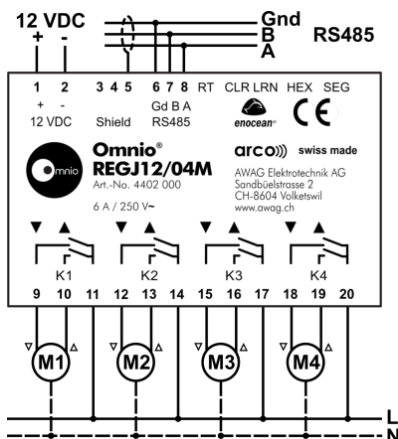 12 VDC
+ -
Gnd
B
A
RS485
1 2 3 4 5 6 7 8 RT CLR LRN HEX SEG
+ - Gd B A
12 VDC Shield RS485
enocean® CE
Omnio
Omnio®
REGJ12/04M
Art.-No. 4402 000
6 A / 250 V~
arco))) swiss made
AWAG Elektrotechnik AG
Sandbüelstrasse 2
CH-8604 Volketswil
www.awag.ch
K1 K2 K3 K4
9 10 11 12 13 14 15 16 17 18 19 20
M1 M2 M3 M4
L
N